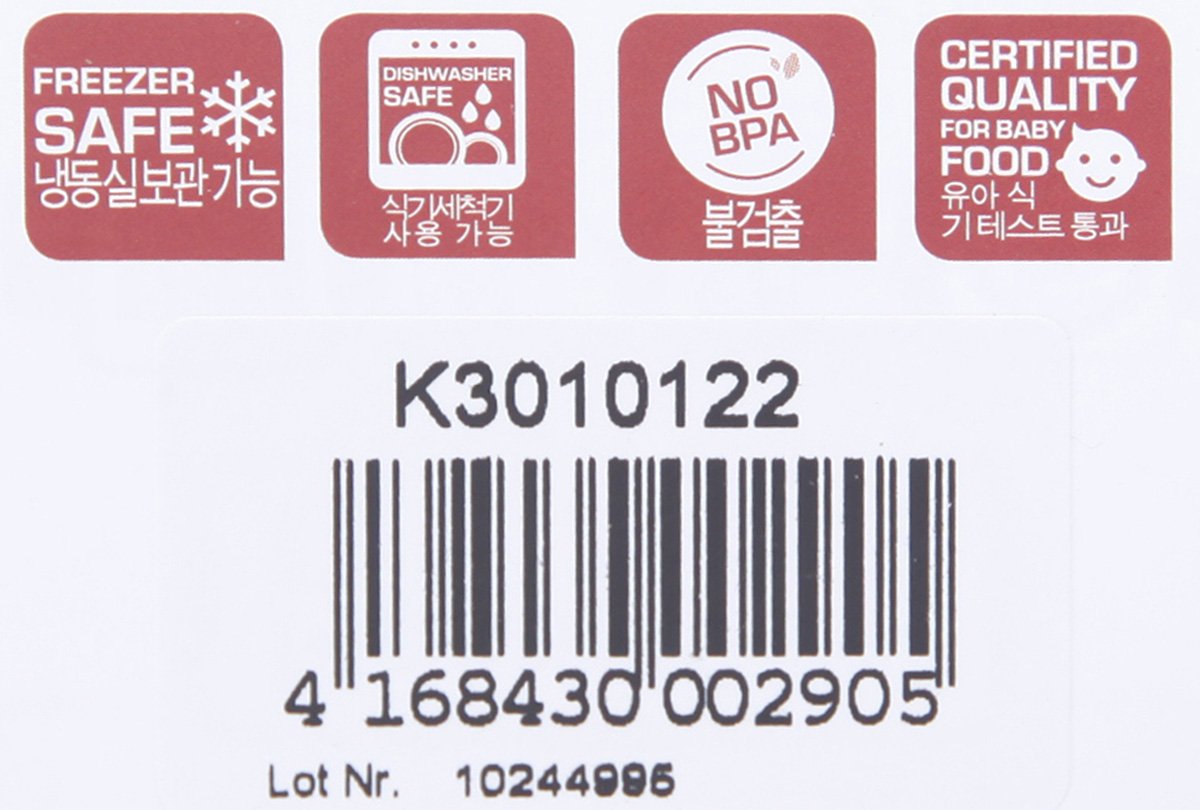 FREEZER
SAFE
냉동실보관 가능
DISHWASHER
SAFE
식기세척기
사용 가능
NO
BPA
불검출
CERTIFIED
QUALITY
FOR BABY
FOOD
유아 식
기 테스트 통과
K3010122
4 168430 002905
Lot Nr. 10244995